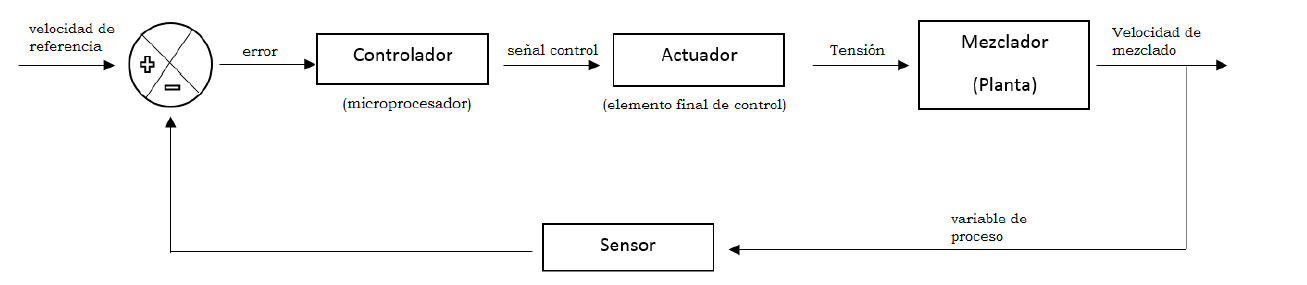 velocidad de
referencia
+
-
error
Controlador
(microprocesador)
señal control
Actuador
(elemento final de control)
Tensión
Mezclador
(Planta)
Velocidad de
mezclado
variable de
proceso
Sensor